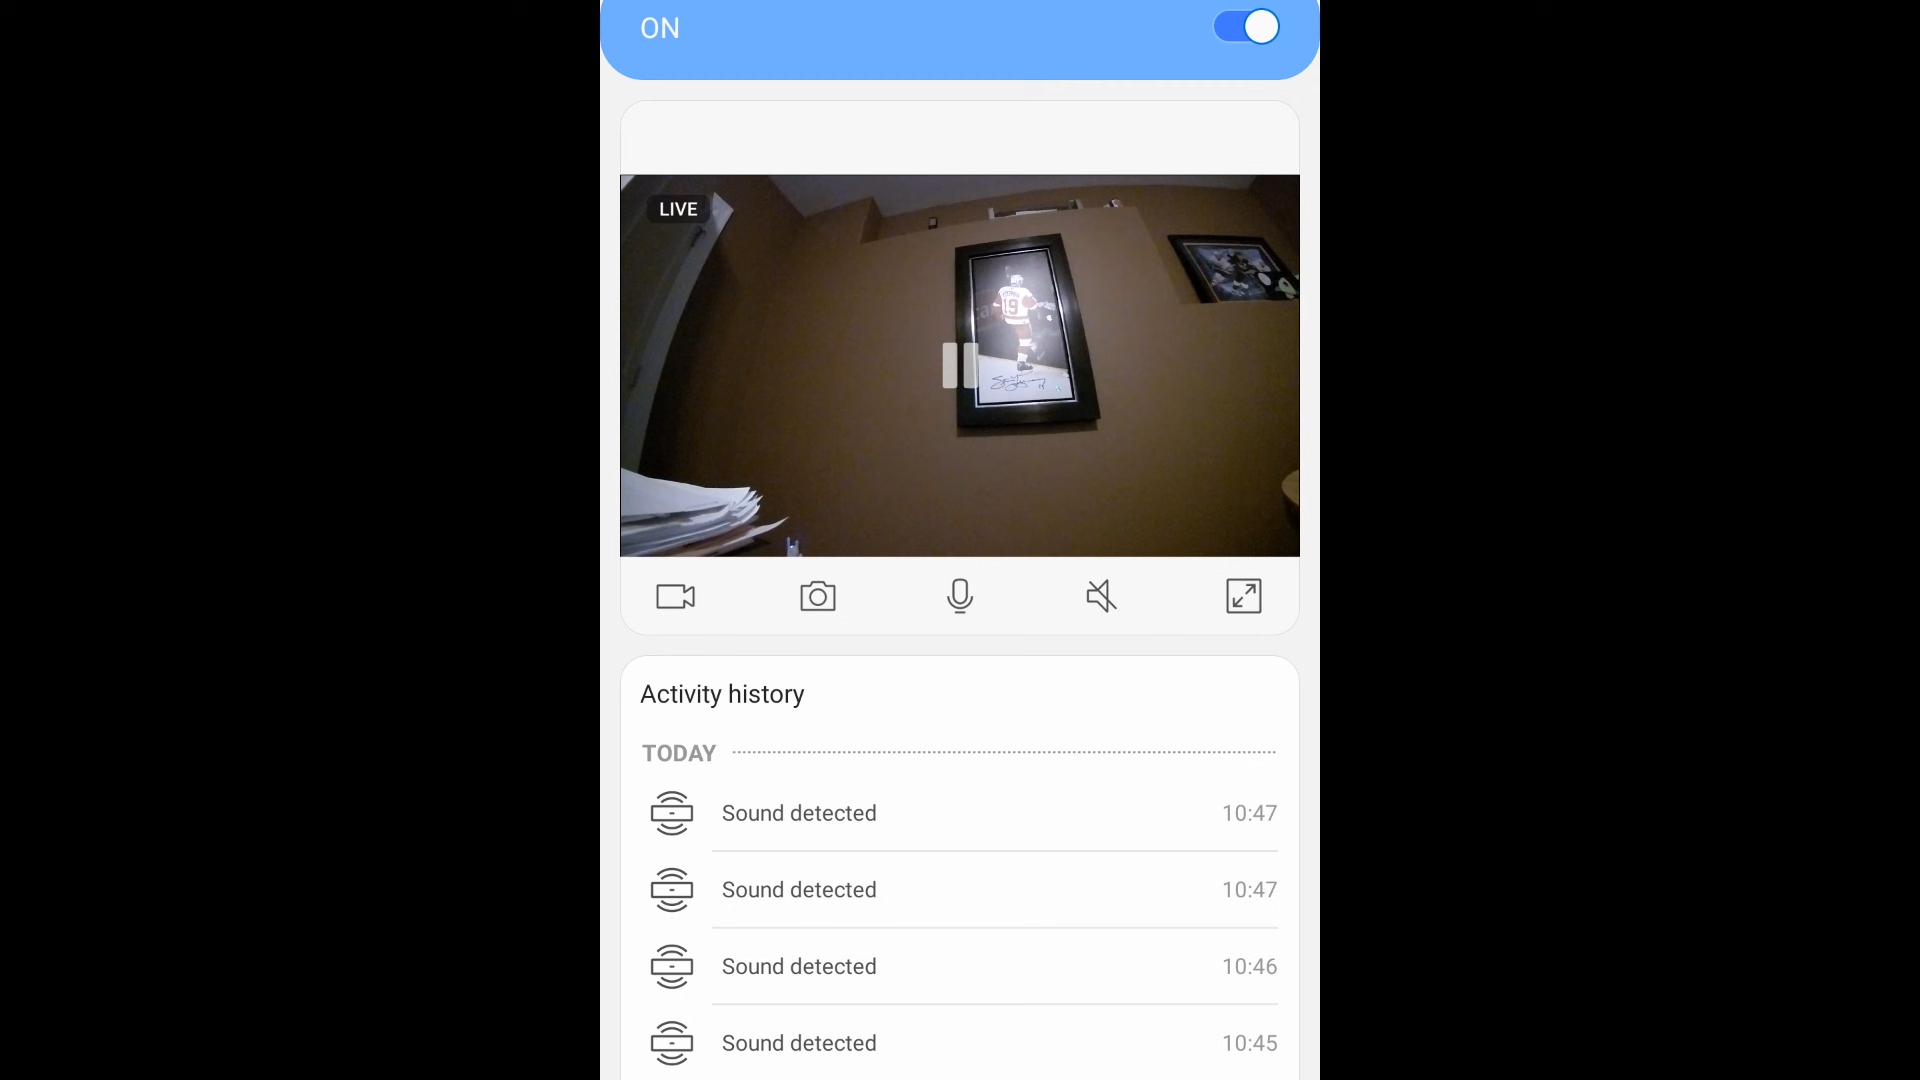 ON
LIVE
19
Activity history
TODAY
Sound detected
10:47
Sound detected
10:47
Sound detected
10:46
Sound detected
10:45